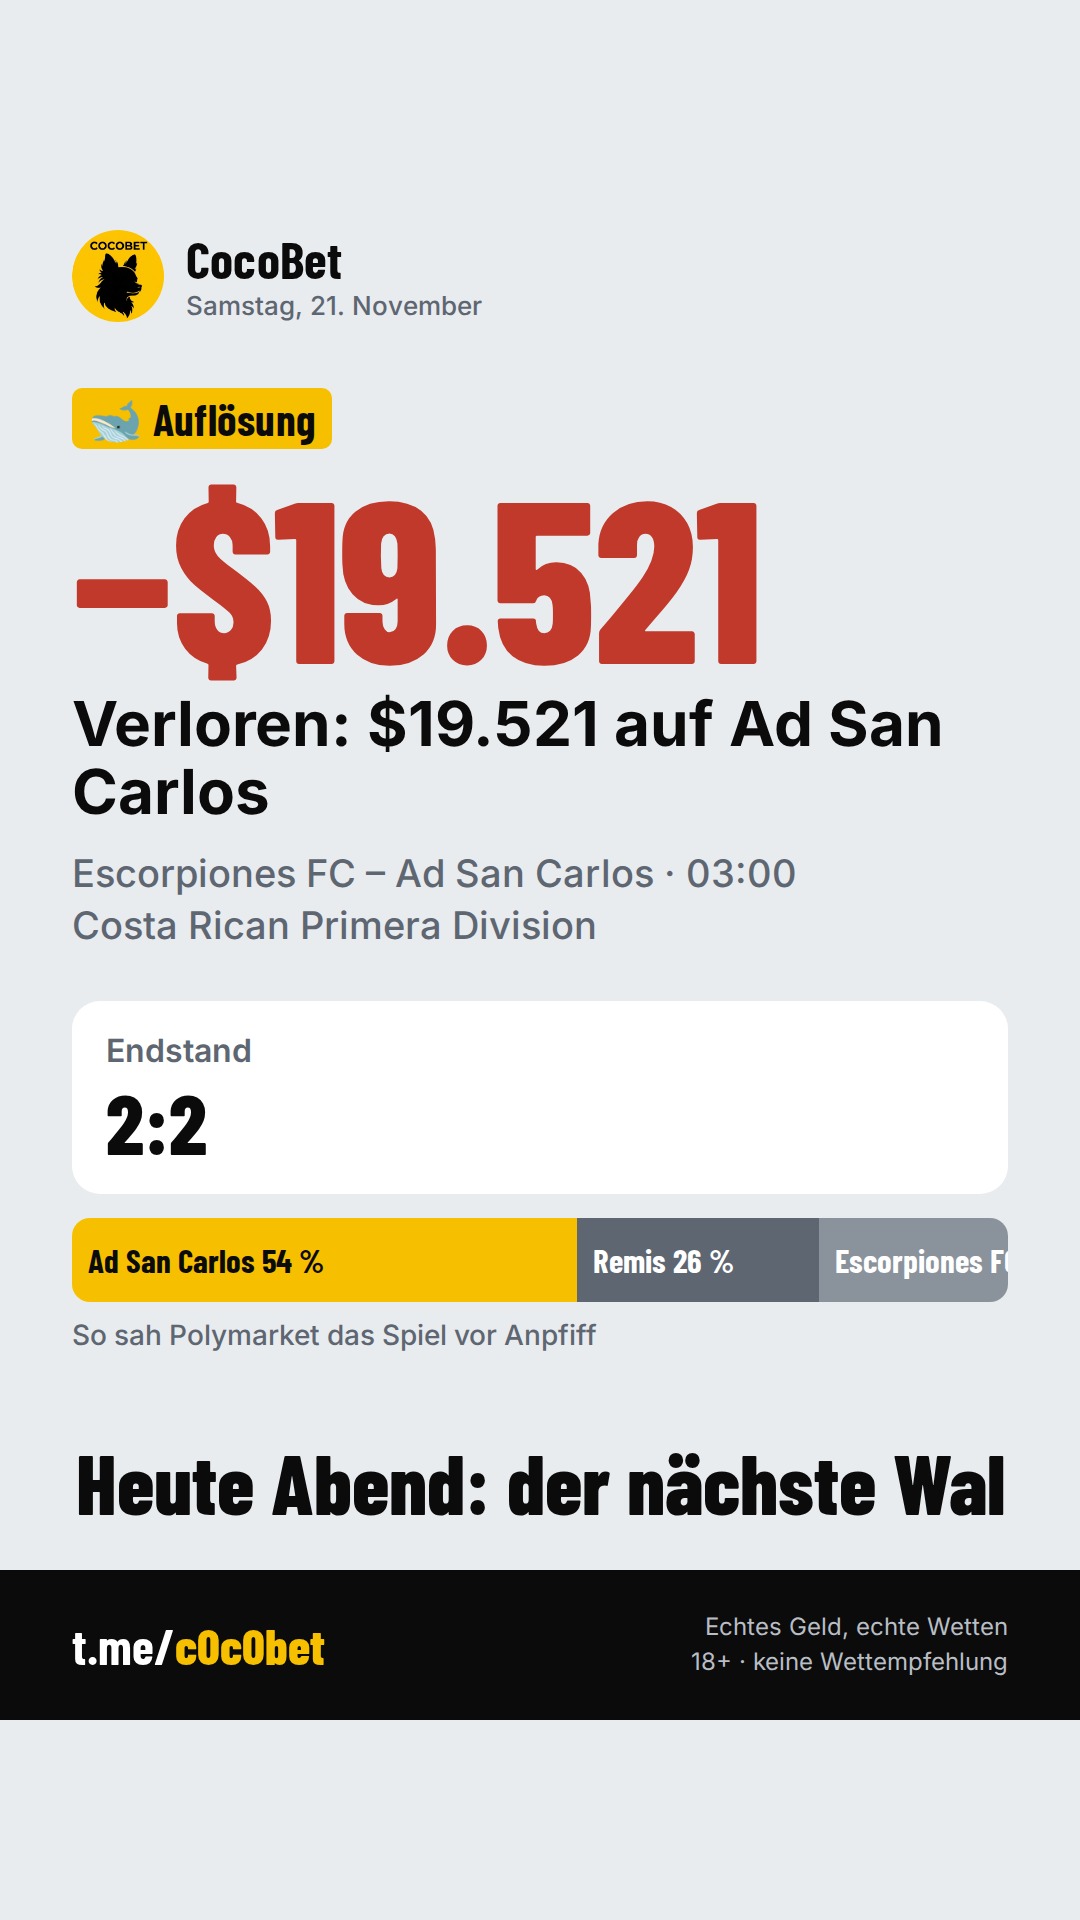 COCOBET
CocoBet
Samstag, 21. November
🐳 Auflösung
–$19.521
Verloren: $19.521 auf Ad San
Carlos
Escorpiones FC – Ad San Carlos · 03:00
Costa Rican Primera Division
Endstand
2:2
Ad San Carlos 54 %
Remis 26 %
Escorpiones
So sah Polymarket das Spiel vor Anpfiff
Heute Abend: der nächste Wal
t.me/c0c0bet
Echtes Geld, echte Wetten
18+ · keine Wettempfehlung